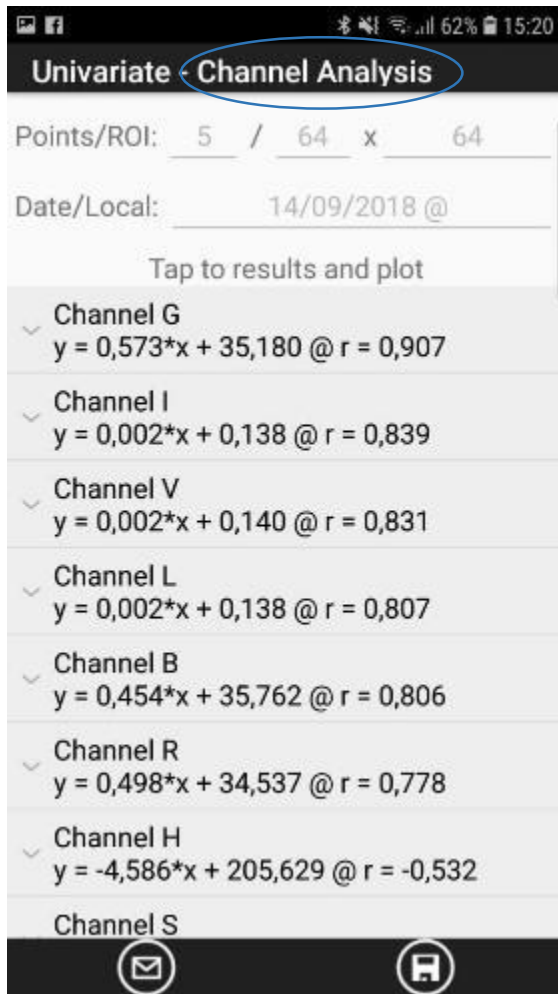 62% 15:20
Univariate - Channel Analysis
Points/ROI: 5 / 64 x 64
Date/Local: 14/09/2018 @
Tap to results and plot
Channel G
y = 0,573*x + 35,180 @ r = 0,907
Channel I
y = 0,002*x + 0,138 @ r = 0,839
Channel V
y = 0,002*x + 0,140 @ r = 0,831
Channel L
y = 0,002*x + 0,138 @ r = 0,807
Channel B
y = 0,454*x + 35,762 @ r = 0,806
Channel R
y = 0,498*x + 34,537 @ r = 0,778
Channel H
y = -4,586*x + 205,629 @ r = -0,532
Channel S